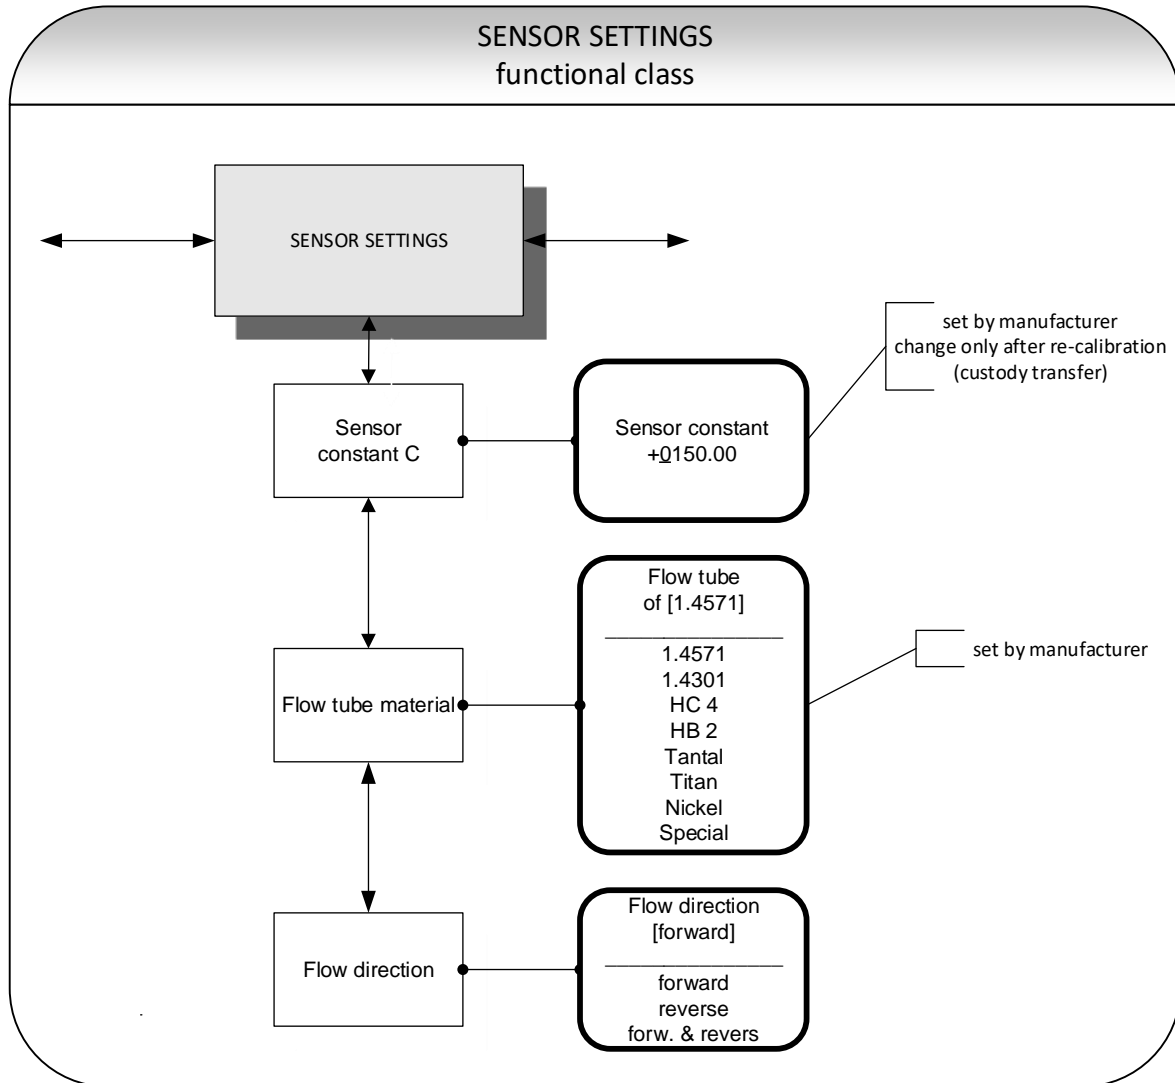 SENSOR SETTINGS
functional class
SENSOR SETTINGS
Sensor
constant C
Sensor constant
+0150.00
set by manufacturer
change only after re-calibration
(custody transfer)
Flow tube material
Flow tube
of [1.4571]
1.4571
1.4301
HC 4
HB 2
Tantal
Titan
Nickel
Special
set by manufacturer
Flow direction
Flow direction
[forward]
forward
reverse
forw. & revers